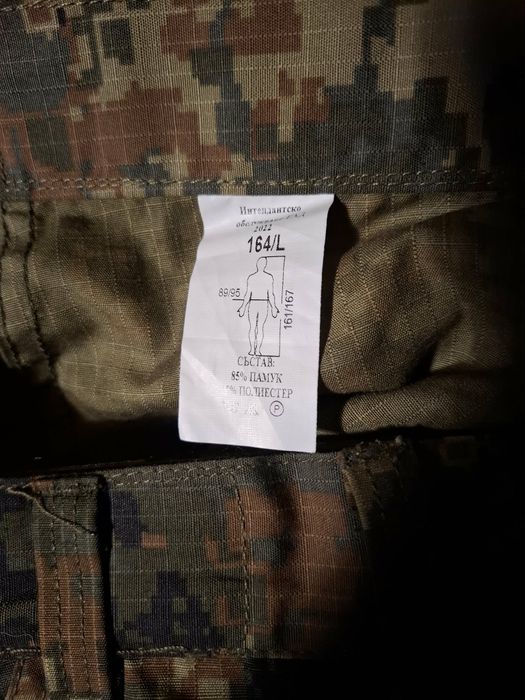 Интендантско
2022
164/L
89/95
161/167
СЪСТАВ:
85% ПАМУК
% ПОЛИЕСТЕР
P